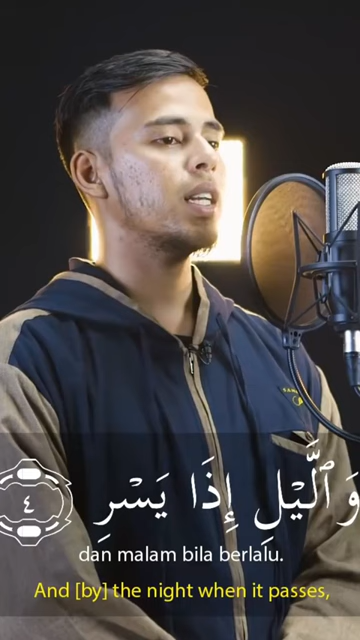 وَٱلَّيْلِ إِذَا يَسْرِ ٤
dan malam bila berlalu.
And [by] the night when it passes,